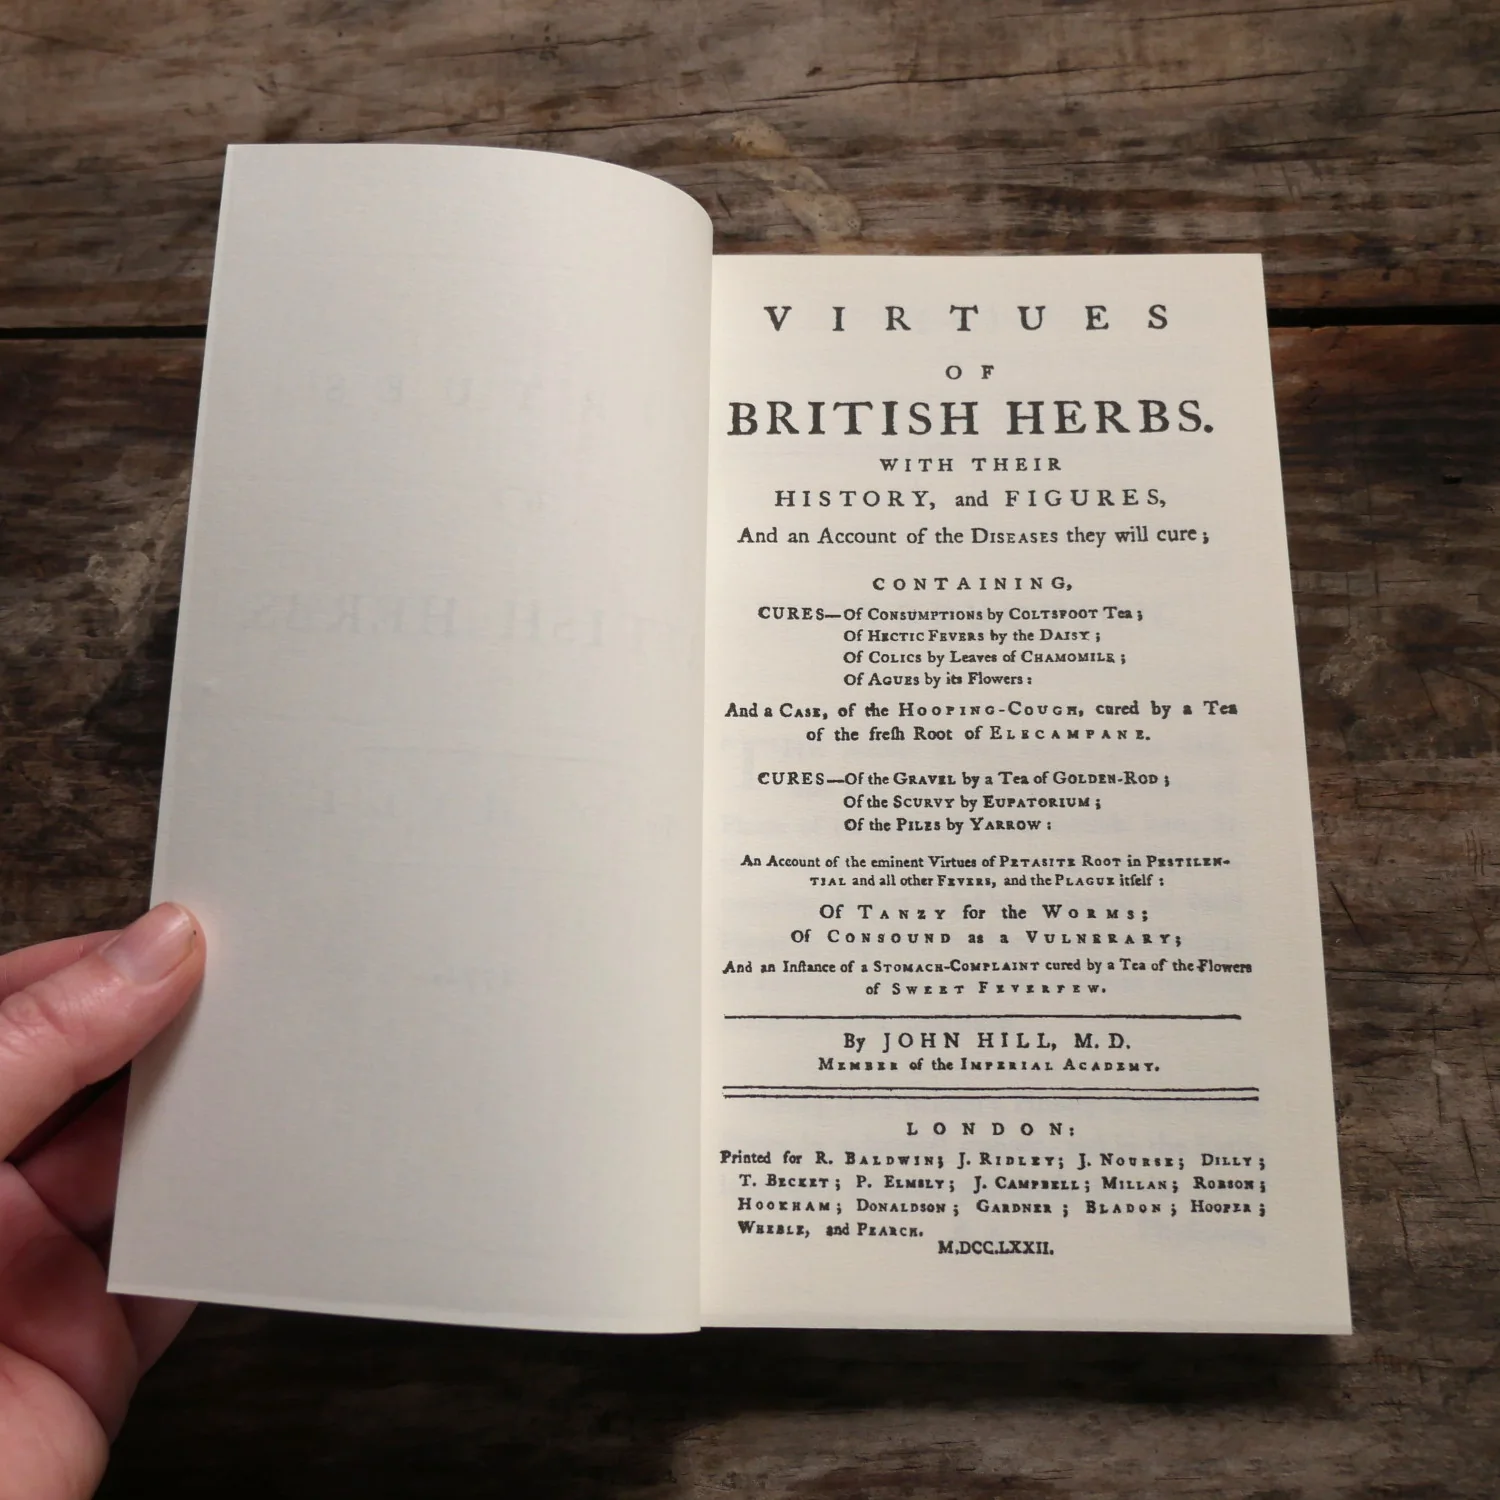 VIRTUES
OF
BRITISH HERBS.
WITH THEIR
HISTORY, and FIGURES,
And an Account of the DISEASES they will cure;
CONTAINING,
CURES—Of CONSUMPTIONS by COLTSFOOT Tea;
Of HECTIC FEVERS by the DAISY;
Of COLICS by Leaves of CHAMOMILE;
Of AGUES by its Flowers:
And a CASE, of the HOOPING-COUGH, cured by a Tea
of the freſh Root of ELECAMPANE.
CURES—Of the GRAVEL by a Tea of GOLDEN-ROD;
Of the SCURVY by EUPATORIUM;
Of the PILES by YARROW:
An Account of the eminent Virtues of PETASITE ROOT in PESTILEN-
TIAL and all other FEVERS, and the PLAGUE itſelf:
Of TANZY for the WORMS;
Of CONSOUND as a VULNERARY;
And an Inſtance of a STOMACH-COMPLAINT cured by a Tea of the Flowers
of SWEET FEVERFEW.
By JOHN HILL, M.D.
MEMBER of the IMPERIAL ACADEMY.
LONDON:
Printed for R. BALDWIN; J. RIDLEY; J. NOURSE; DILLY;
T. BECKET; P. ELMSLY; J. CAMPBELL; MILLAN; ROBSON;
HOOKHAM; DONALDSON; GARDNER; BLADON; HOOPER;
WHEBLE, and PEARCH.
M.DCC.LXXII.